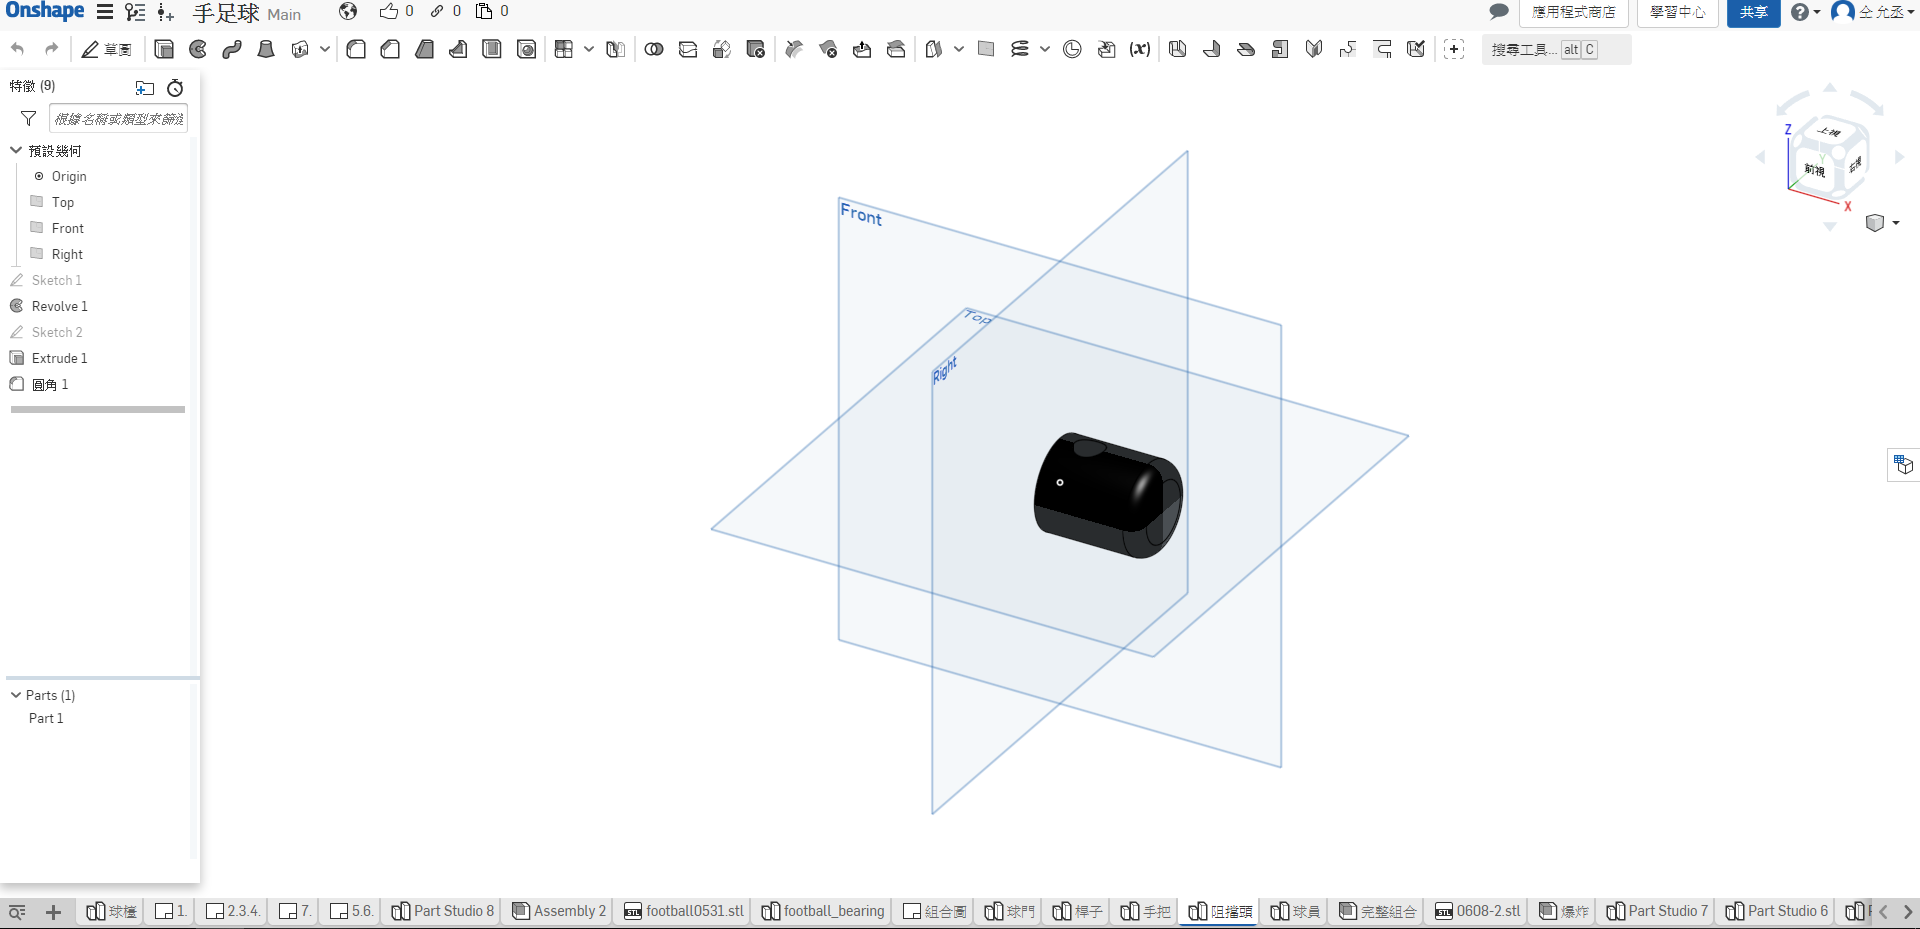 Onshape 手足球 Main 0 0 0 應用程式商店 學習中心 共享 仝 允丞
草圖 搜尋工具... alt C
特徵 (9)
根據名稱或類型來篩選
預設幾何
Origin
Top
Front
Right
Sketch 1
Revolve 1
Sketch 2
Extrude 1
圓角 1
Parts (1)
Part 1
Front
Top
Right
Z
上視
前視
右視
Y
X
球檯 1. 2.3.4. 7. 5.6. Part Studio 8 Assembly 2 football0531.stl football_bearing 組合圖 球門 桿子 手把 阻擋頭 球員 完整組合 0608-2.stl 爆炸 Part Studio 7 Part Studio 6